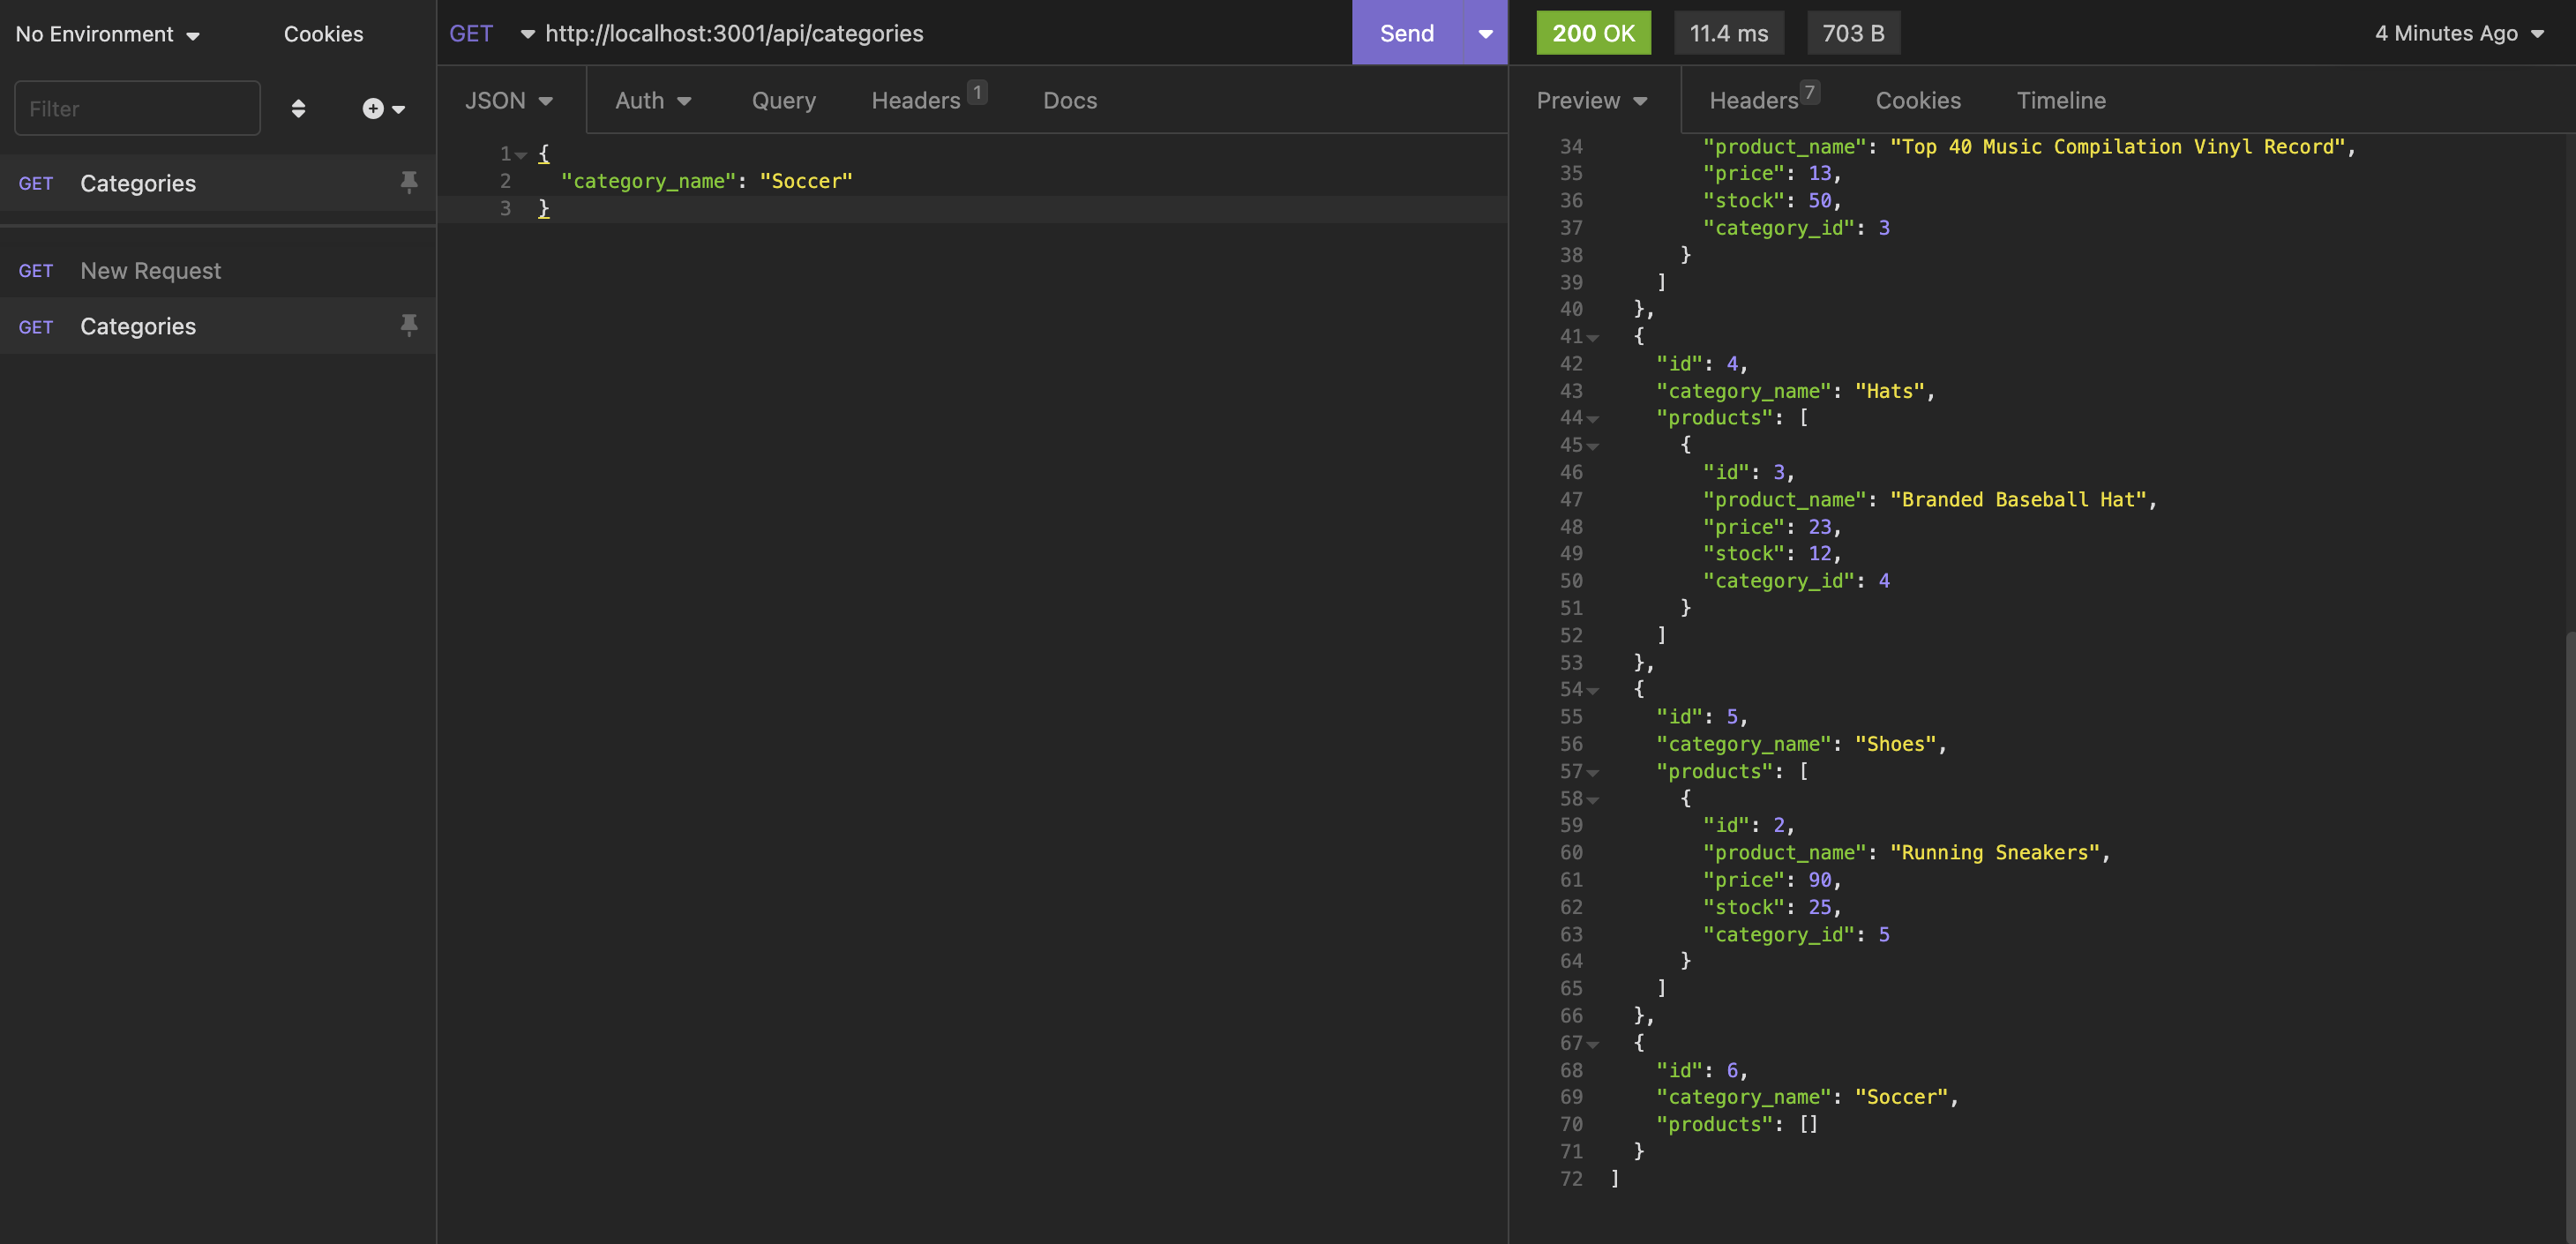 No Environment
Cookies
Filter
GET Categories
GET New Request
GET Categories
GET http://localhost:3001/api/categories
Send
JSON
Auth
Query
Headers 1
Docs
1 {
2   "category_name": "Soccer"
3 }
200 OK
11.4 ms
703 B
4 Minutes Ago
Preview
Headers 7
Cookies
Timeline
34         "product_name": "Top 40 Music Compilation Vinyl Record",
35         "price": 13,
36         "stock": 50,
37         "category_id": 3
38       }
39     ]
40   },
41   {
42     "id": 4,
43     "category_name": "Hats",
44     "products": [
45       {
46         "id": 3,
47         "product_name": "Branded Baseball Hat",
48         "price": 23,
49         "stock": 12,
50         "category_id": 4
51       }
52     ]
53   },
54   {
55     "id": 5,
56     "category_name": "Shoes",
57     "products": [
58       {
59         "id": 2,
60         "product_name": "Running Sneakers",
61         "price": 90,
62         "stock": 25,
63         "category_id": 5
64       }
65     ]
66   },
67   {
68     "id": 6,
69     "category_name": "Soccer",
70     "products": []
71   }
72 ]